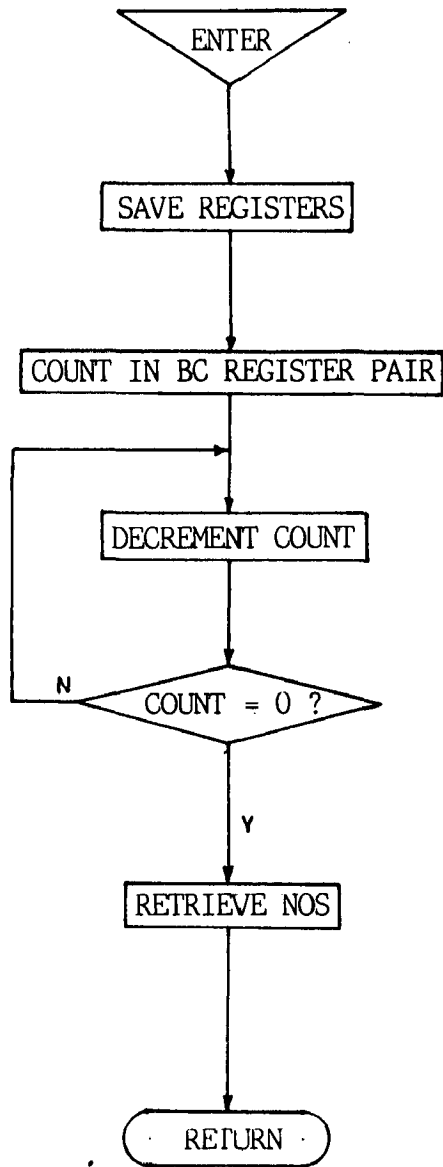 ENTER
SAVE REGISTERS
COUNT IN BC REGISTER PAIR
DECREMENT COUNT
N
COUNT = 0 ?
Y
RETRIEVE NOS
RETURN